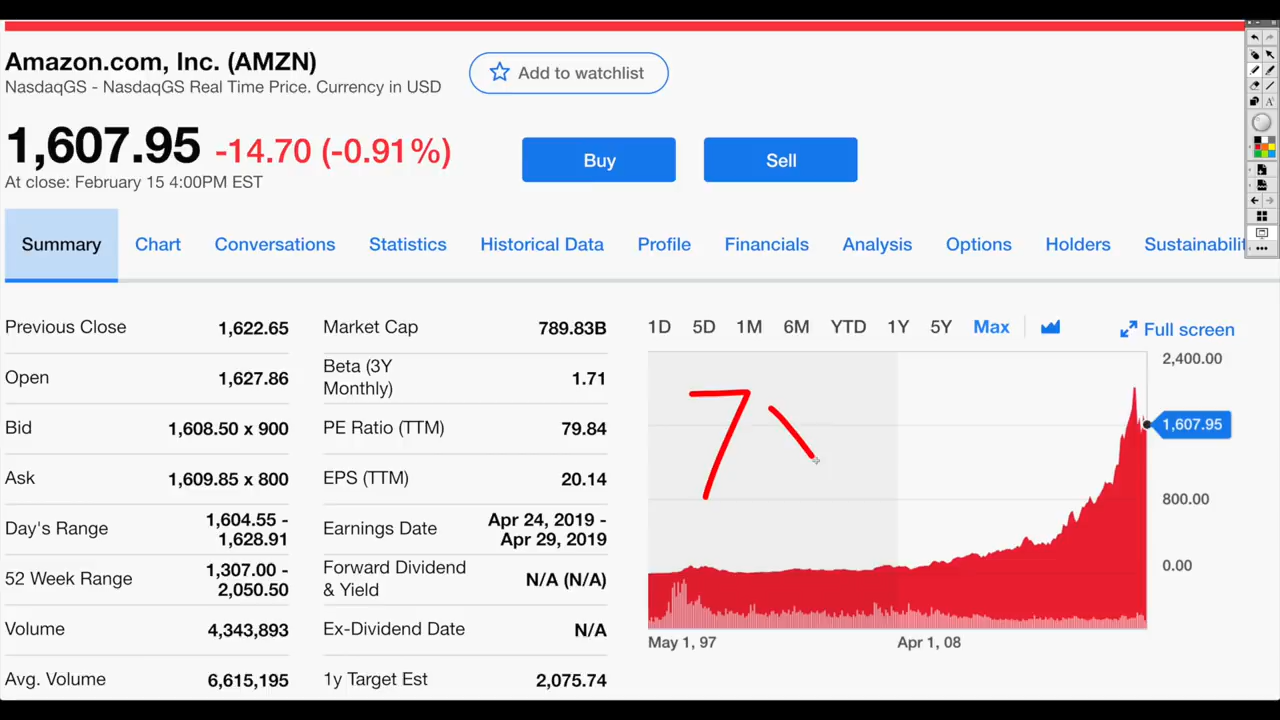 Amazon.com, Inc. (AMZN)
Add to watchlist
NasdaqGS - NasdaqGS Real Time Price. Currency in USD
1,607.95 -14.70 (-0.91%)
Buy
Sell
At close: February 15 4:00PM EST
Summary Chart Conversations Statistics Historical Data Profile Financials Analysis Options Holders Sustainabilit
Previous Close 1,622.65
Open 1,627.86
Bid 1,608.50 x 900
Ask 1,609.85 x 800
Day's Range 1,604.55 - 1,628.91
52 Week Range 1,307.00 - 2,050.50
Volume 4,343,893
Avg. Volume 6,615,195
Market Cap 789.83B
Beta (3Y Monthly) 1.71
PE Ratio (TTM) 79.84
EPS (TTM) 20.14
Earnings Date Apr 24, 2019 - Apr 29, 2019
Forward Dividend & Yield N/A (N/A)
Ex-Dividend Date N/A
1y Target Est 2,075.74
1D 5D 1M 6M YTD 1Y 5Y Max Full screen
2,400.00
1,607.95
800.00
0.00
May 1, 97 Apr 1, 08
7